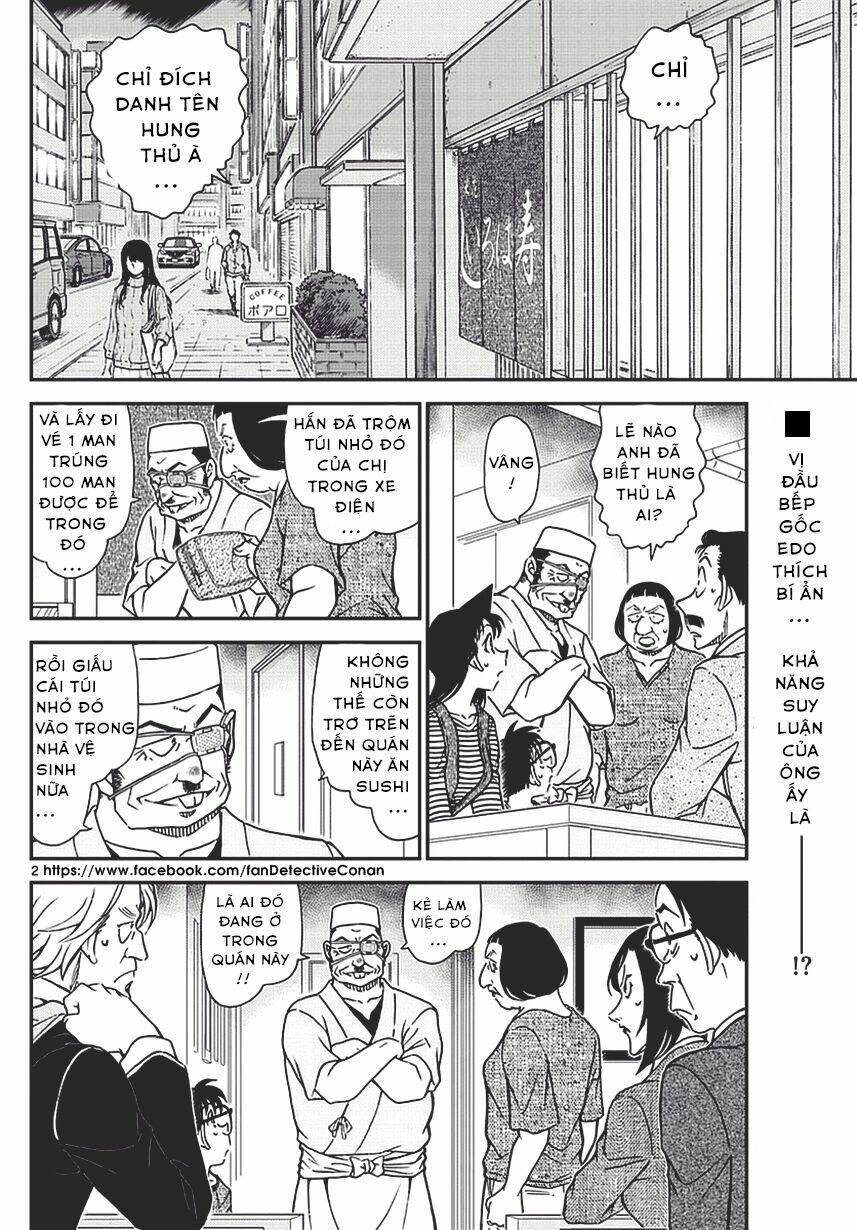 CHỈ
...
CHỈ ĐÍCH
DANH TÊN
HUNG
THỦ À
...
いろは寿
COFFEE
ポアロ
VỊ
ĐẦU
BẾP
GỐC
EDO
THÍCH
BÍ ẨN
...
KHẢ
NĂNG
SUY
LUẬN
CỦA
ÔNG
ẤY
LÀ
!?
LẼ NÀO
ANH ĐÃ
BIẾT HUNG
THỦ LÀ
AI?
VÂNG
!
HẮN ĐÃ TRỘM
TÚI NHỎ ĐÓ
CỦA CHỊ
TRONG XE
ĐIỆN
...
VÀ LẤY ĐI
VÉ 1 MAN
TRÚNG
100 MAN
ĐƯỢC ĐỂ
TRONG
ĐÓ
...
KHÔNG
NHỮNG
THẾ CÒN
TRƠ TRÊN
ĐẾN QUÁN
NÀY ĂN
SUSHI
...
RỒI GIẤU
CÁI TÚI
NHỎ ĐÓ
VÀO TRONG
NHÀ VỆ
SINH
NỮA
...
2 https://www.facebook.com/fanDetectiveConan
KẺ LÀM
VIỆC ĐÓ
...
LÀ AI ĐÓ
ĐANG Ở
TRONG
QUÁN NÀY
!!